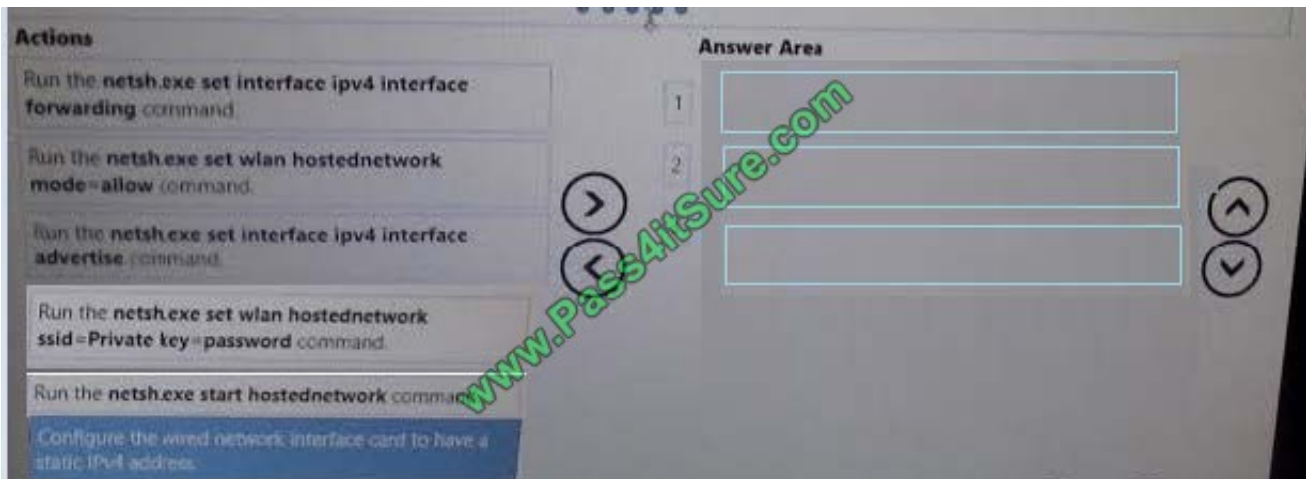 Actions
Run the netsh.exe set interface ipv4 interface
forwarding command.
Run the netsh.exe set wlan hostednetwork
mode=allow command.
Run the netsh.exe set interface ipv4 interface
advertise command.
Run the netsh.exe set wlan hostednetwork
ssid=Private key=password command.
Run the netsh.exe start hostednetwork command
Configure the wired network interface card to have a
static IPv4 address.
Answer Area
1
2
www.Pass4itSure.com